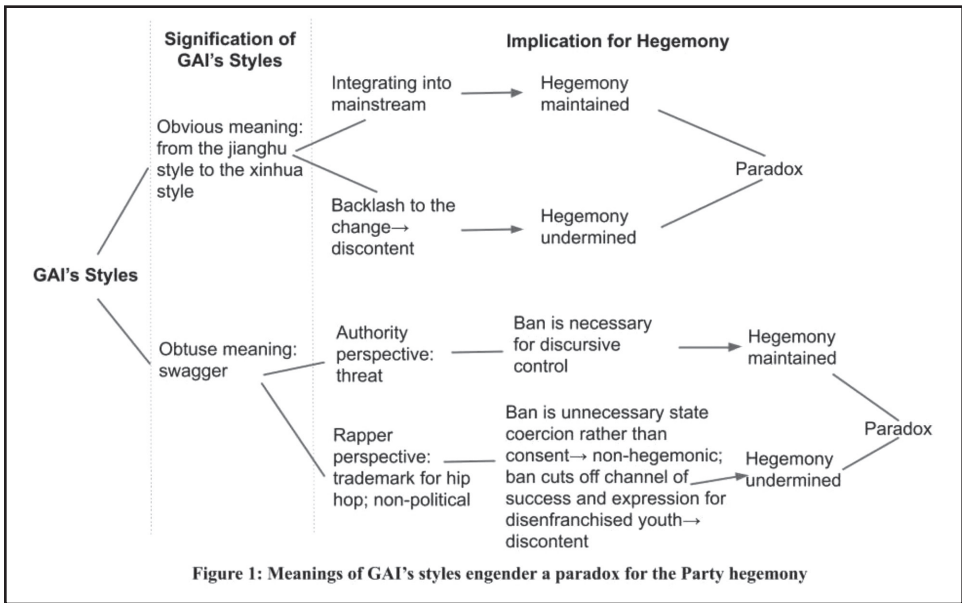 Signification of
GAI's Styles
Implication for Hegemony
GAI's Styles
Obvious meaning:
from the jianghu
style to the xinhua
style
Integrating into
mainstream
Hegemony
maintained
Backlash to the
change→
discontent
Hegemony
undermined
Paradox
Obtuse meaning:
swagger
Authority
perspective:
threat
Ban is necessary
for discursive
control
Hegemony
maintained
Rapper
perspective:
trademark for hip
hop; non-political
Ban is unnecessary state
coercion rather than
consent→ non-hegemonic;
ban cuts off channel of
success and expression for
disenfranchised youth→
discontent
Hegemony
undermined
Paradox
Figure 1: Meanings of GAI's styles engender a paradox for the Party hegemony